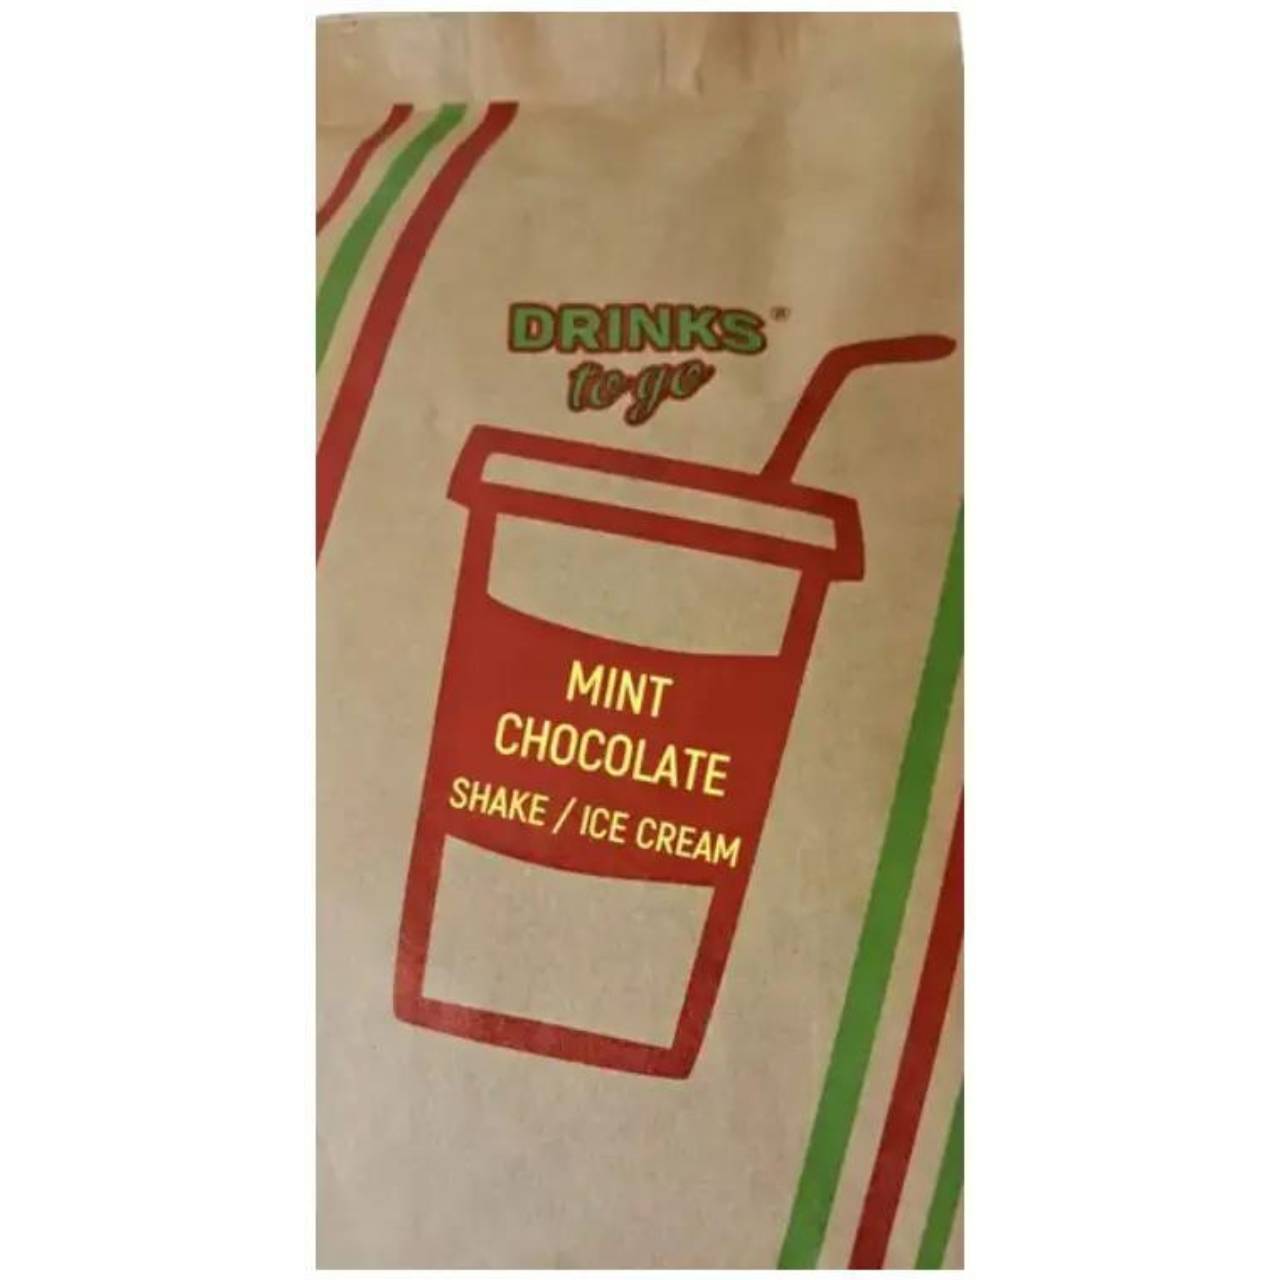 DRINKS®
to go
MINT
CHOCOLATE
SHAKE / ICE CREAM